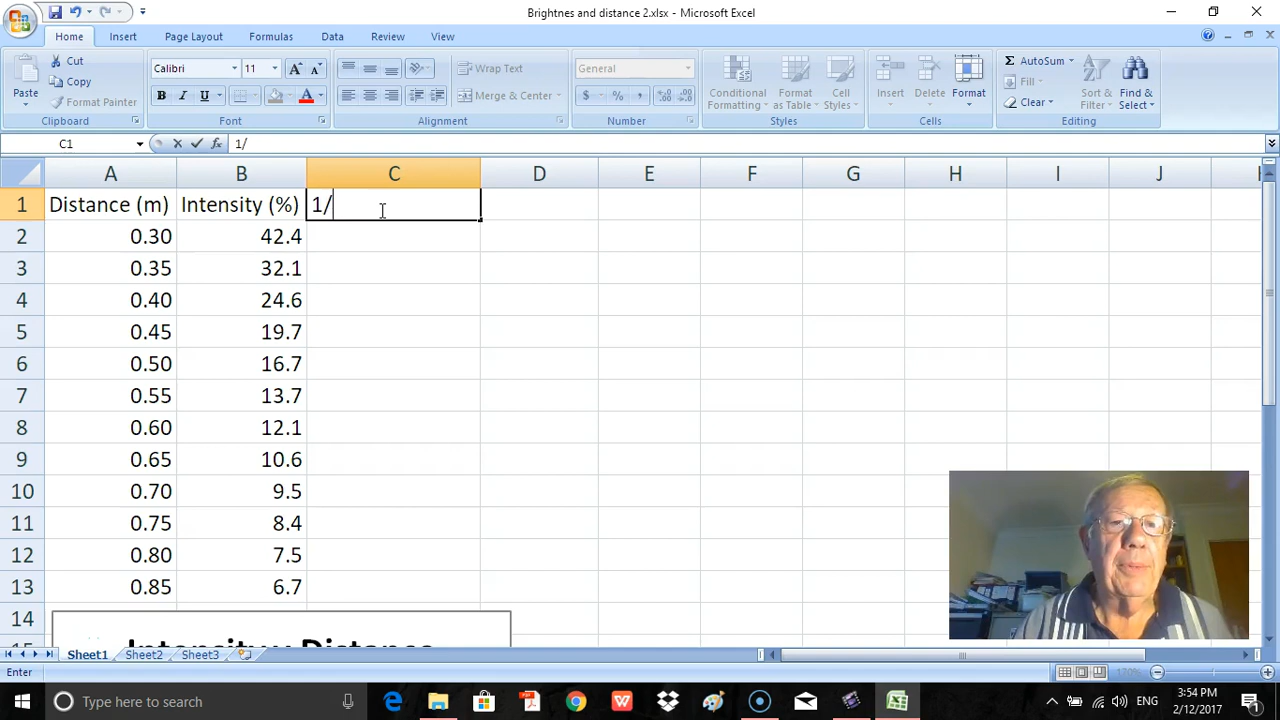 Brightnes and distance 2.xlsx - Microsoft Excel
Home Insert Page Layout Formulas Data Review View
Paste
Cut
Copy
Format Painter
Clipboard
Calibri 11
B I U A
Font
Wrap Text
Merge & Center
Alignment
General
$ % ,
Number
Conditional Formatting
Format as Table
Cell Styles
Styles
Insert Delete Format
Cells
Σ AutoSum
Fill
Clear
Sort & Filter
Find & Select
Editing
C1 fx 1/
A B C D E F G H I J
1 Distance (m) Intensity (%) 1/
2 0.30 42.4
3 0.35 32.1
4 0.40 24.6
5 0.45 19.7
6 0.50 16.7
7 0.55 13.7
8 0.60 12.1
9 0.65 10.6
10 0.70 9.5
11 0.75 8.4
12 0.80 7.5
13 0.85 6.7
14
Intensity v Distance
Sheet1 Sheet2 Sheet3
Enter 170%
Type here to search
ENG
3:54 PM
2/12/2017